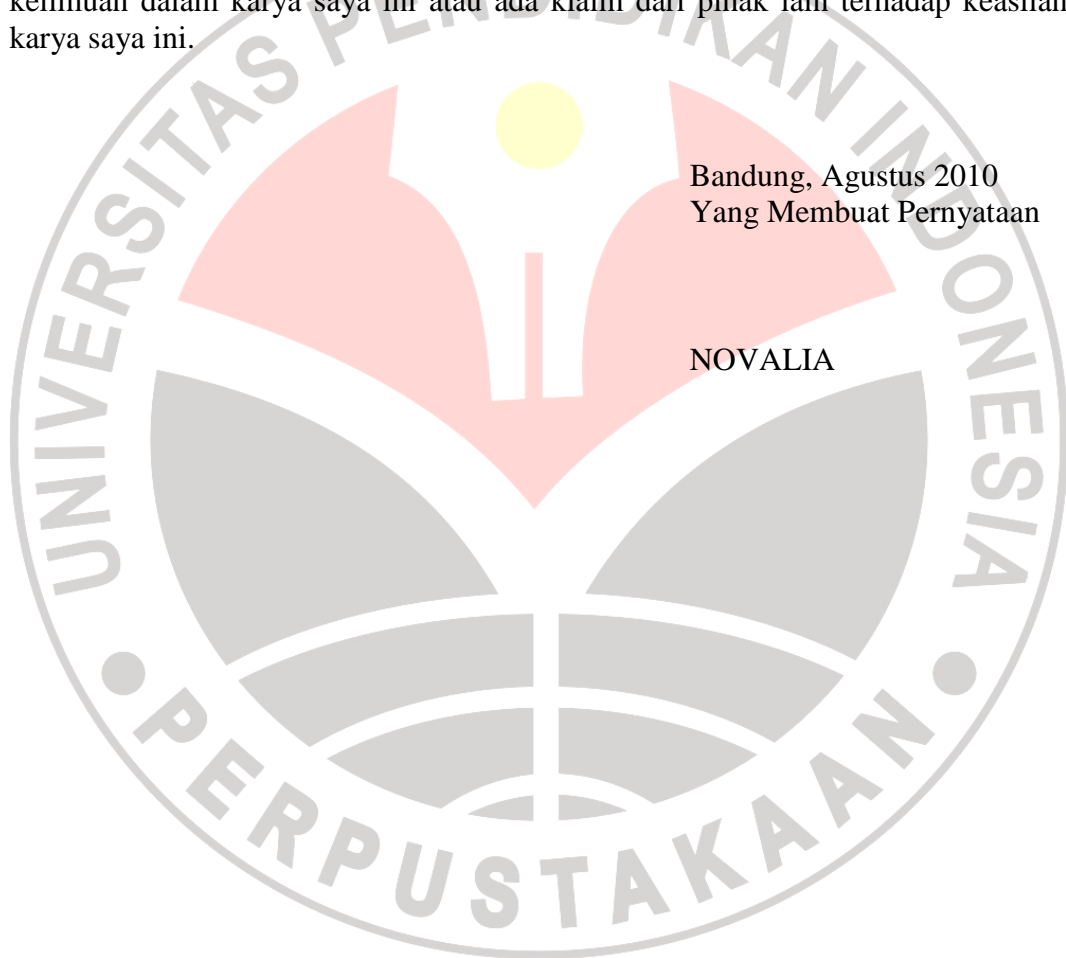 keilmuan dalam karya saya ini atau ada klaim dari pihak lain terhadap keaslian
karya saya ini.
UNIVERSITAS PENDIDIKAN INDONESIA
Bandung, Agustus 2010
Yang Membuat Pernyataan
NOVALIA
PERPUSTAKAAN